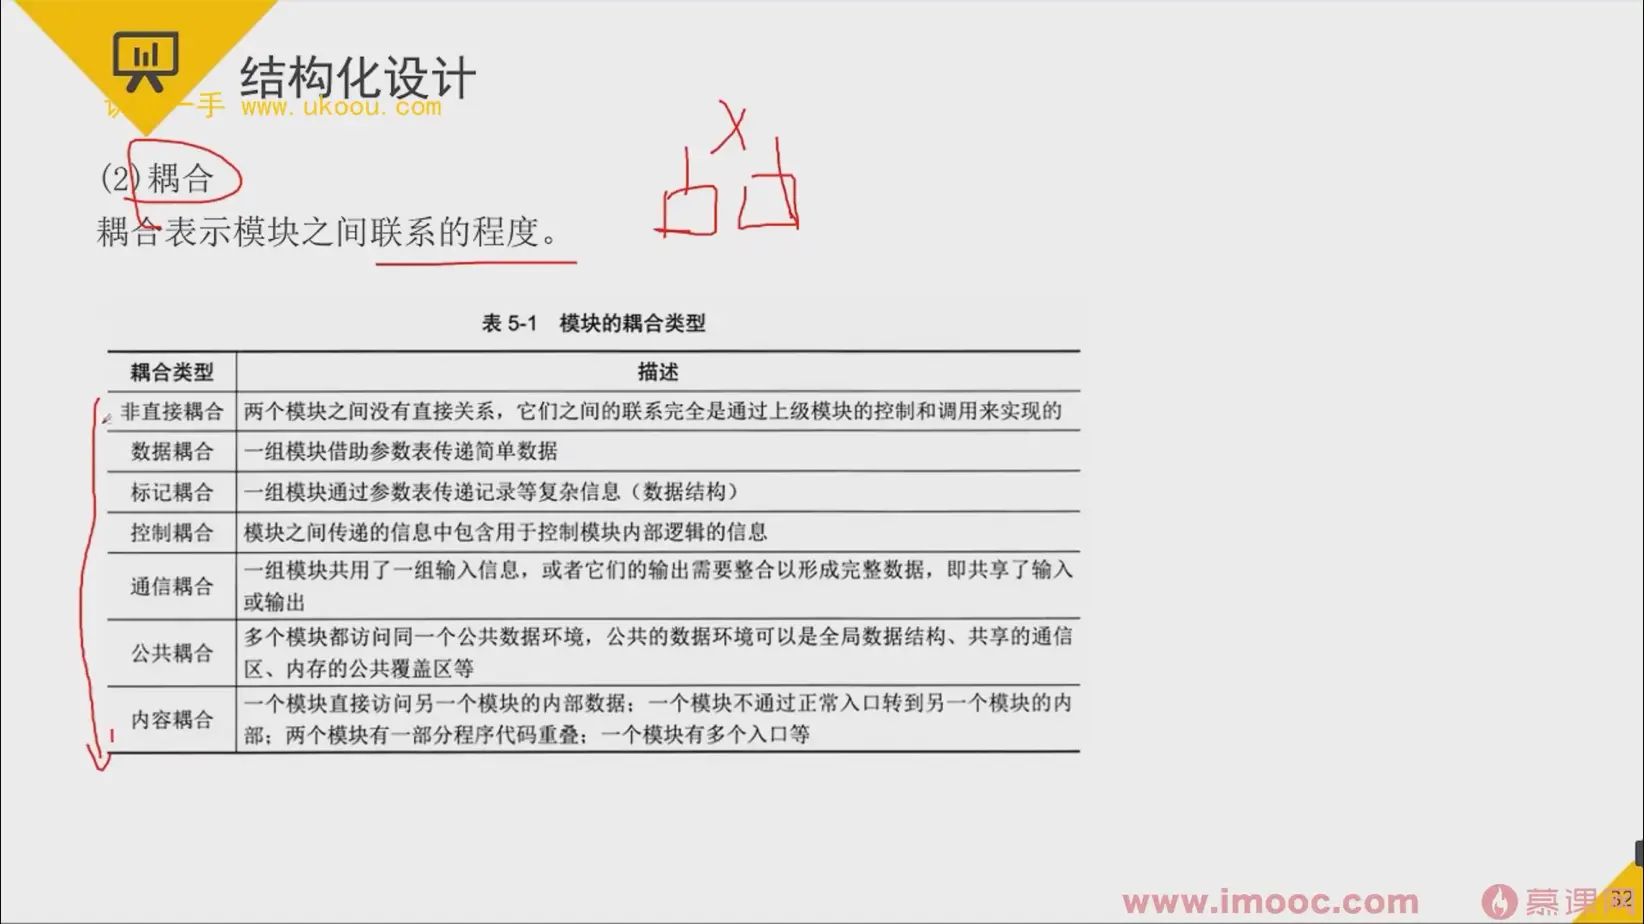 结构化设计
一手 www.ukoou.com
(2)耦合
耦合表示模块之间联系的程度。
表 5-1 模块的耦合类型
耦合类型 描述
非直接耦合 两个模块之间没有直接关系，它们之间的联系完全是通过上级模块的控制和调用来实现的
数据耦合 一组模块借助参数表传递简单数据
标记耦合 一组模块通过参数表传递记录等复杂信息（数据结构）
控制耦合 模块之间传递的信息中包含用于控制模块内部逻辑的信息
通信耦合 一组模块共用了一组输入信息，或者它们的输出需要整合以形成完整数据，即共享了输入
或输出
公共耦合 多个模块都访问同一个公共数据环境，公共的数据环境可以是全局数据结构、共享的通信
区、内存的公共覆盖区等
内容耦合 一个模块直接访问另一个模块的内部数据；一个模块不通过正常入口转到另一个模块的内
部；两个模块有一部分程序代码重叠；一个模块有多个入口等
www.imooc.com 慕课网
32